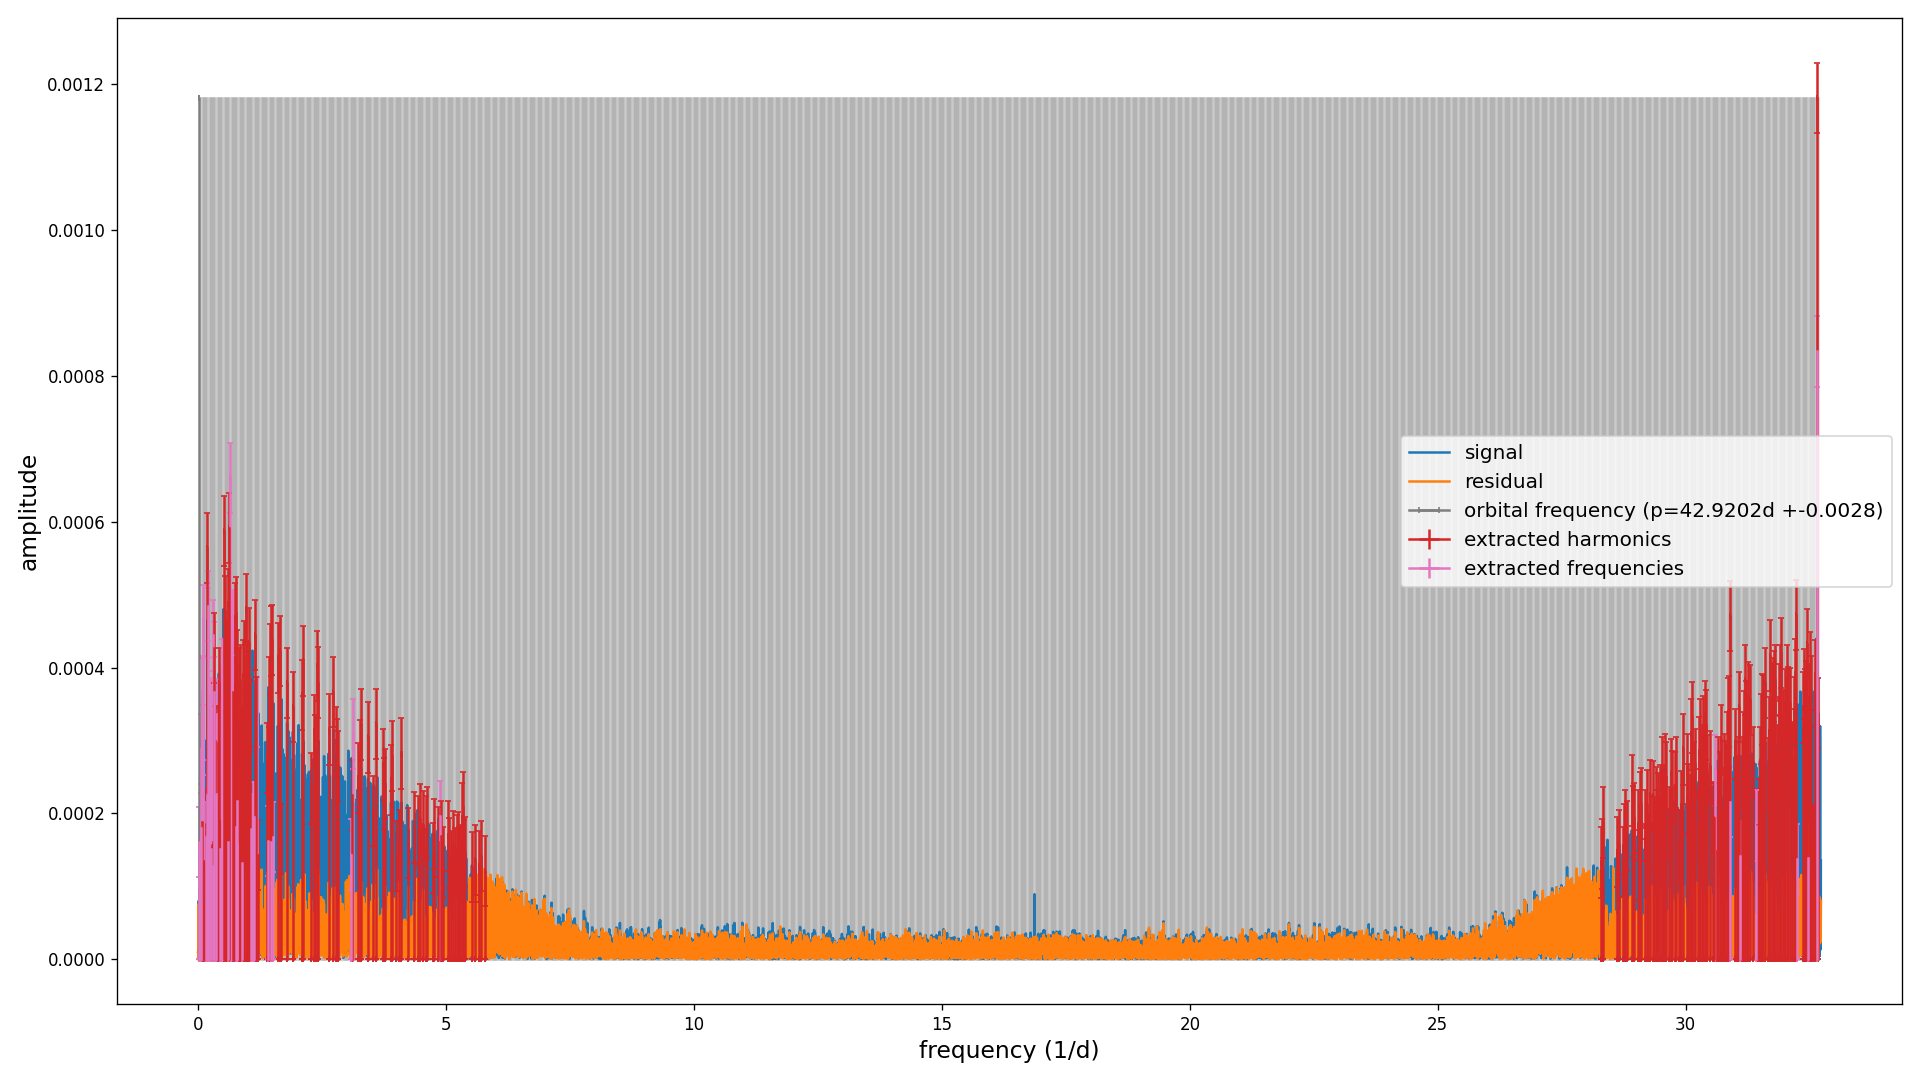 0.0012
0.0010
0.0008
0.0006
0.0004
0.0002
0.0000
amplitude
signal
residual
orbital frequency (p=42.9202d +-0.0028)
extracted harmonics
extracted frequencies
0 5 10 15 20 25 30
frequency (1/d)